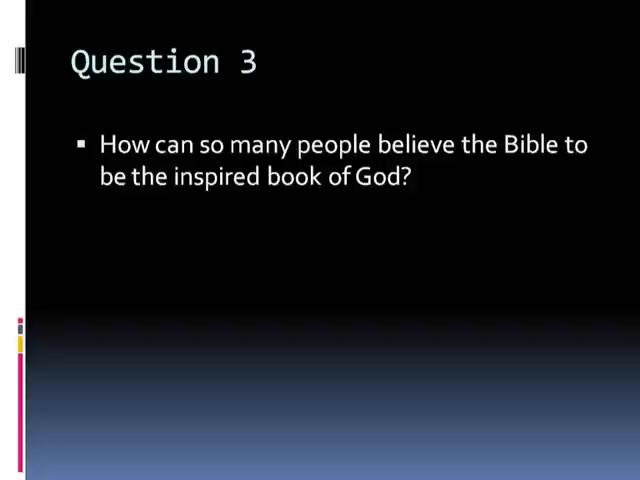 Question 3
▪ How can so many people believe the Bible to
be the inspired book of God?